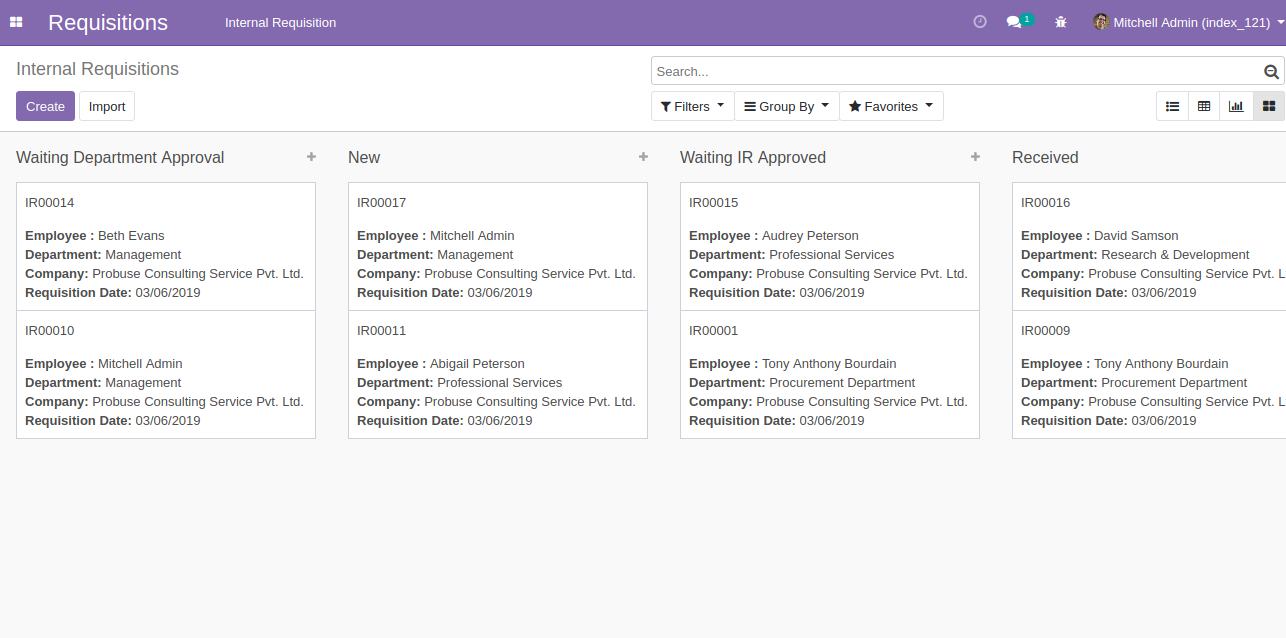 Requisitions
Internal Requisition
1
Mitchell Admin (index_121)
Internal Requisitions
Search...
Create
Import
Filters
Group By
Favorites
Waiting Department Approval
IR00014
Employee : Beth Evans
Department: Management
Company: Probuse Consulting Service Pvt. Ltd.
Requisition Date: 03/06/2019
IR00010
Employee : Mitchell Admin
Department: Management
Company: Probuse Consulting Service Pvt. Ltd.
Requisition Date: 03/06/2019
New
IR00017
Employee : Mitchell Admin
Department: Management
Company: Probuse Consulting Service Pvt. Ltd.
Requisition Date: 03/06/2019
IR00011
Employee : Abigail Peterson
Department: Professional Services
Company: Probuse Consulting Service Pvt. Ltd.
Requisition Date: 03/06/2019
Waiting IR Approved
IR00015
Employee : Audrey Peterson
Department: Professional Services
Company: Probuse Consulting Service Pvt. Ltd.
Requisition Date: 03/06/2019
IR00001
Employee : Tony Anthony Bourdain
Department: Procurement Department
Company: Probuse Consulting Service Pvt. Ltd.
Requisition Date: 03/06/2019
Received
IR00016
Employee : David Samson
Department: Research & Development
Company: Probuse Consulting Service Pvt. L
Requisition Date: 03/06/2019
IR00009
Employee : Tony Anthony Bourdain
Department: Procurement Department
Company: Probuse Consulting Service Pvt. L
Requisition Date: 03/06/2019